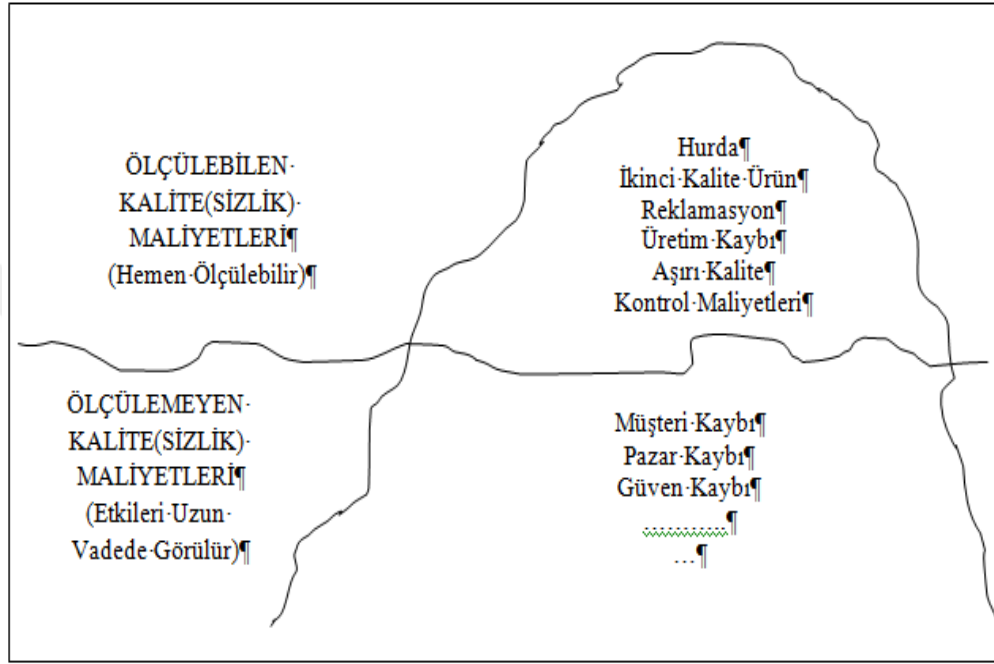 ÖLÇÜLEBİLEN·
KALİTE(SİZLİK)·
MALİYETLERİ¶
(Hemen·Ölçülebilir)¶
Hurda¶
İkinci·Kalite·Ürün¶
Reklamasyon¶
Üretim·Kaybı¶
Aşırı·Kalite¶
Kontrol·Maliyetleri¶
ÖLÇÜLEMEYEN·
KALİTE(SİZLİK)·
MALİYETLERİ¶
(Etkileri·Uzun·
Vadede·Görülür)¶
Müşteri·Kaybı¶
Pazar·Kaybı¶
Güven·Kaybı¶
...........¶
...¶